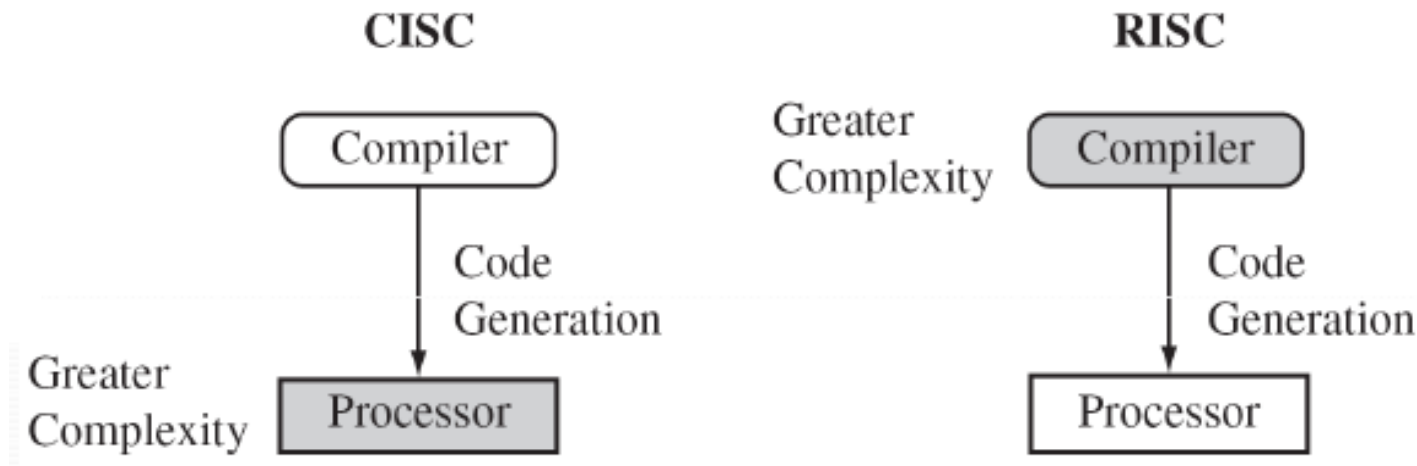 CISC
RISC
Compiler
Greater
Complexity
Compiler
Code
Generation
Code
Generation
Greater
Complexity
Processor
Processor